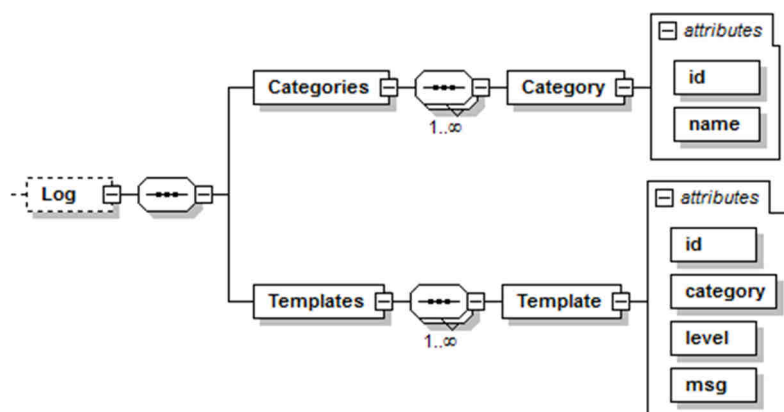 attributes
id
name
Categories
1..∞
Category
Log
attributes
id
category
level
msg
Templates
1..∞
Template